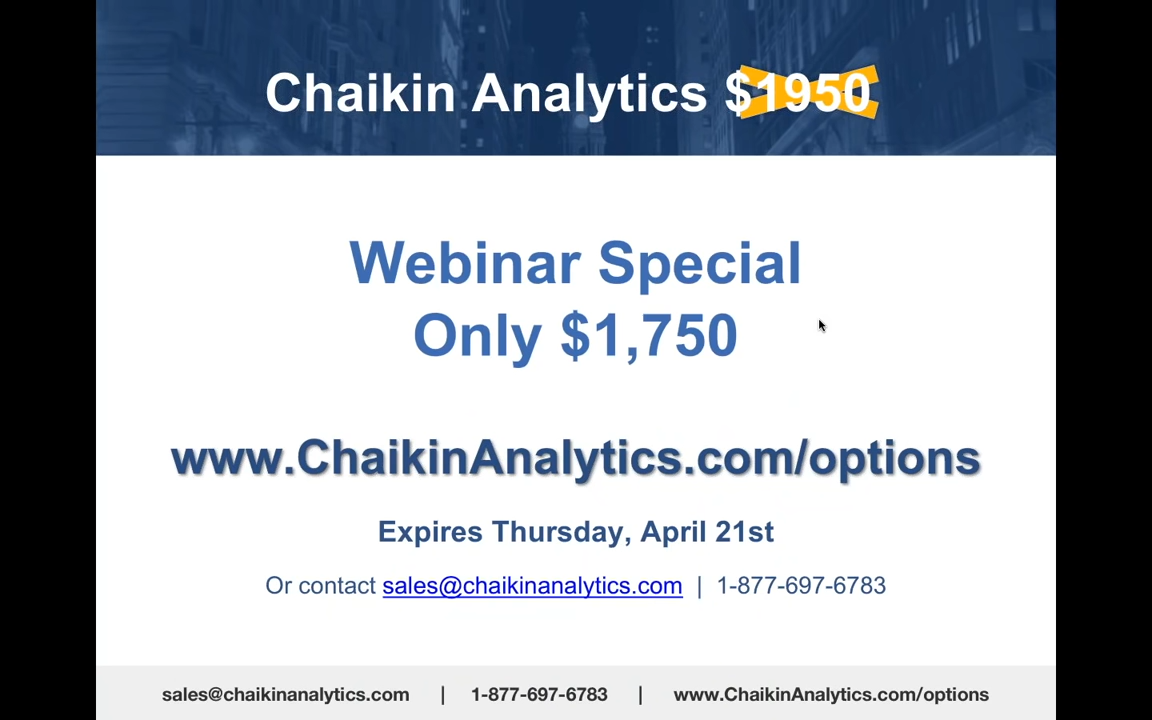 Chaikin Analytics $1950
Webinar Special
Only $1,750
www.ChaikinAnalytics.com/options
Expires Thursday, April 21st
Or contact sales@chaikinanalytics.com | 1-877-697-6783
sales@chaikinanalytics.com | 1-877-697-6783 | www.ChaikinAnalytics.com/options